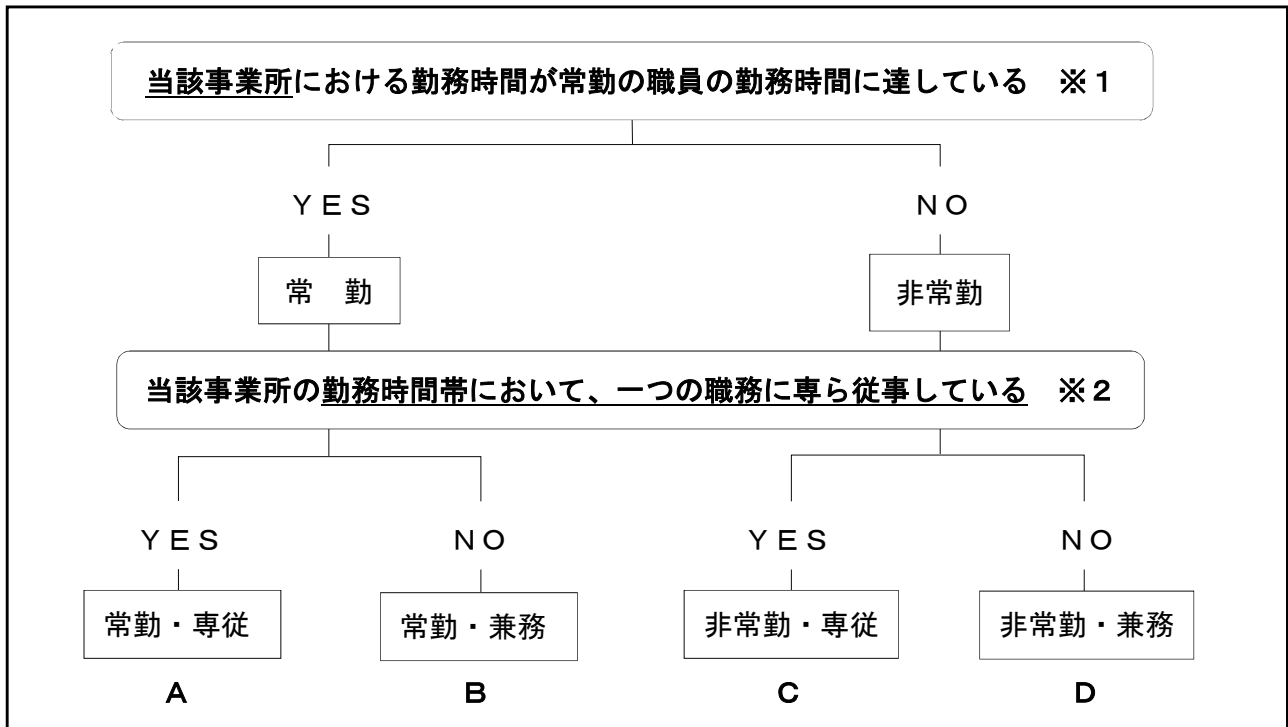 当該事業所における勤務時間が常勤の職員の勤務時間に達している　※１
ＹＥＳ
ＮＯ
常　勤
非常勤
当該事業所の勤務時間帯において、一つの職務に専ら従事している　※２
ＹＥＳ
ＮＯ
ＹＥＳ
ＮＯ
常勤・専従
常勤・兼務
非常勤・専従
非常勤・兼務
Ａ
Ｂ
Ｃ
Ｄ